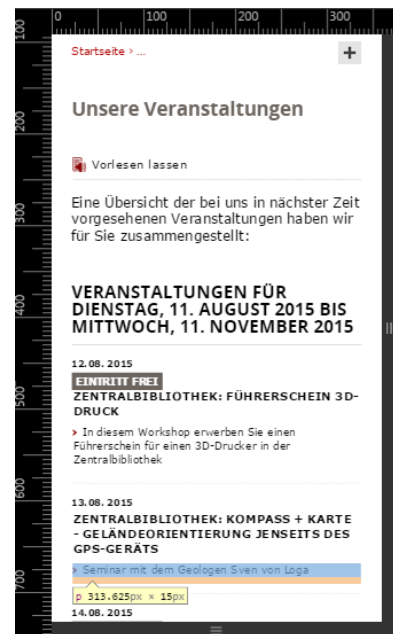 0 100 200 300
100
Startseite › ... +
Unsere Veranstaltungen
200
Vorlesen lassen
300
Eine Übersicht der bei uns in nächster Zeit
vorgesehenen Veranstaltungen haben wir
für Sie zusammengestellt:
400
VERANSTALTUNGEN FÜR
DIENSTAG, 11. AUGUST 2015 BIS
MITTWOCH, 11. NOVEMBER 2015
12.08. 2015
EINTRITT FREI
500
ZENTRALBIBLIOTHEK: FÜHRERSCHEIN 3D-
DRUCK
› In diesem Workshop erwerben Sie einen
Führerschein für einen 3D-Drucker in der
Zentralbibliothek
600
13.08. 2015
ZENTRALBIBLIOTHEK: KOMPASS + KARTE
- GELÄNDEORIENTIERUNG JENSEITS DES
GPS-GERÄTS
› Seminar mit dem Geologen Sven von Loga
700
p 313.625px × 15px
14.08. 2015